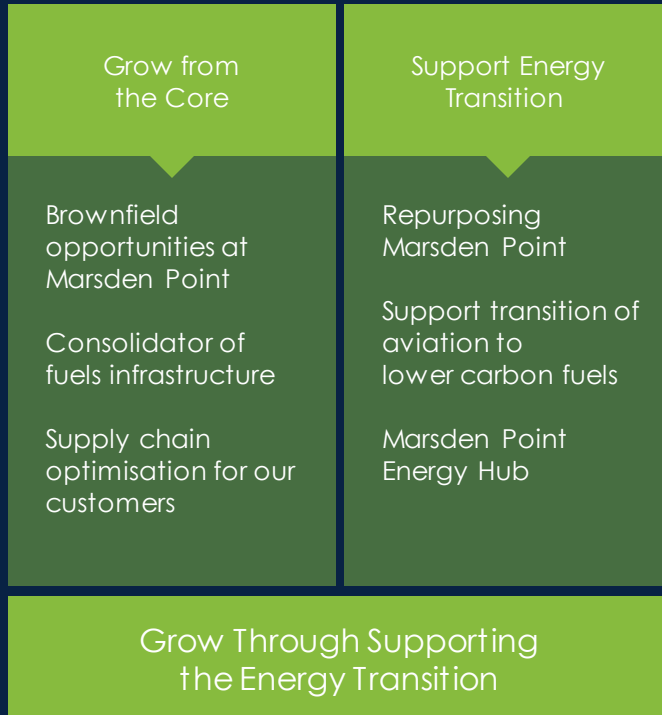 Grow from
the Core
Brownfield
opportunities at
Marsden Point
Consolidator of
fuels infrastructure
Supply chain
optimisation for our
customers
Support Energy
Transition
Repurposing
Marsden Point
Support transition of
aviation to
lower carbon fuels
Marsden Point
Energy Hub
Grow Through Supporting
the Energy Transition